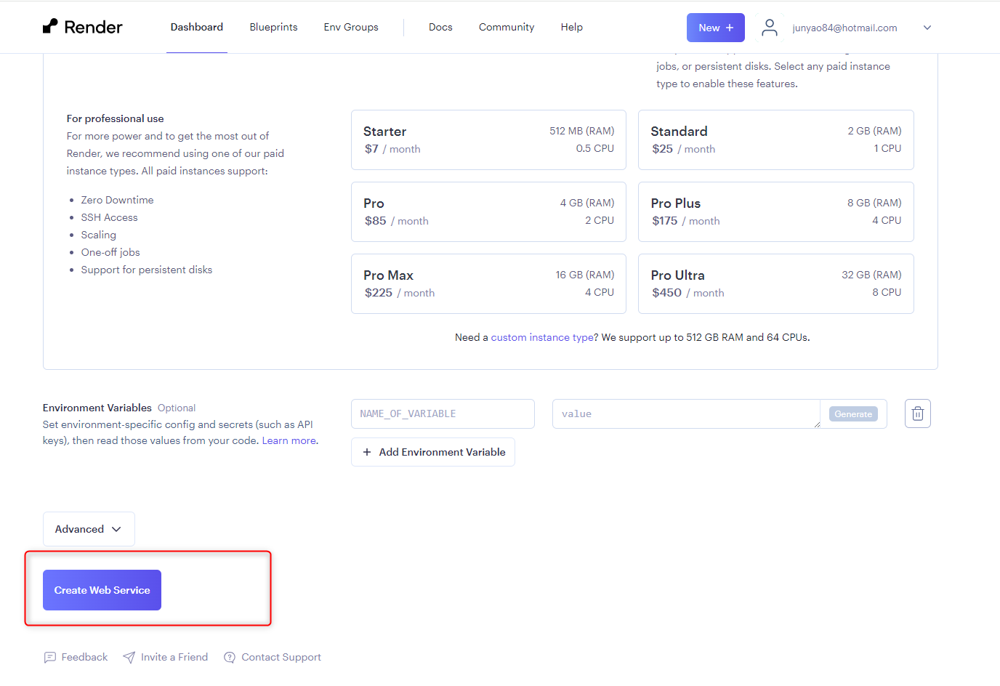 Render Dashboard Blueprints Env Groups Docs Community Help New + junyao84@hotmail.com
jobs, or persistent disks. Select any paid instance
type to enable these features.
For professional use
For more power and to get the most out of
Render, we recommend using one of our paid
instance types. All paid instances support:
Zero Downtime
SSH Access
Scaling
One-off jobs
Support for persistent disks
Starter 512 MB (RAM)
$7 / month 0.5 CPU
Standard 2 GB (RAM)
$25 / month 1 CPU
Pro 4 GB (RAM)
$85 / month 2 CPU
Pro Plus 8 GB (RAM)
$175 / month 4 CPU
Pro Max 16 GB (RAM)
$225 / month 4 CPU
Pro Ultra 32 GB (RAM)
$450 / month 8 CPU
Need a custom instance type? We support up to 512 GB RAM and 64 CPUs.
Environment Variables Optional
Set environment-specific config and secrets (such as API
keys), then read those values from your code. Learn more.
NAME_OF_VARIABLE value Generate
+ Add Environment Variable
Advanced
Create Web Service
Feedback Invite a Friend Contact Support